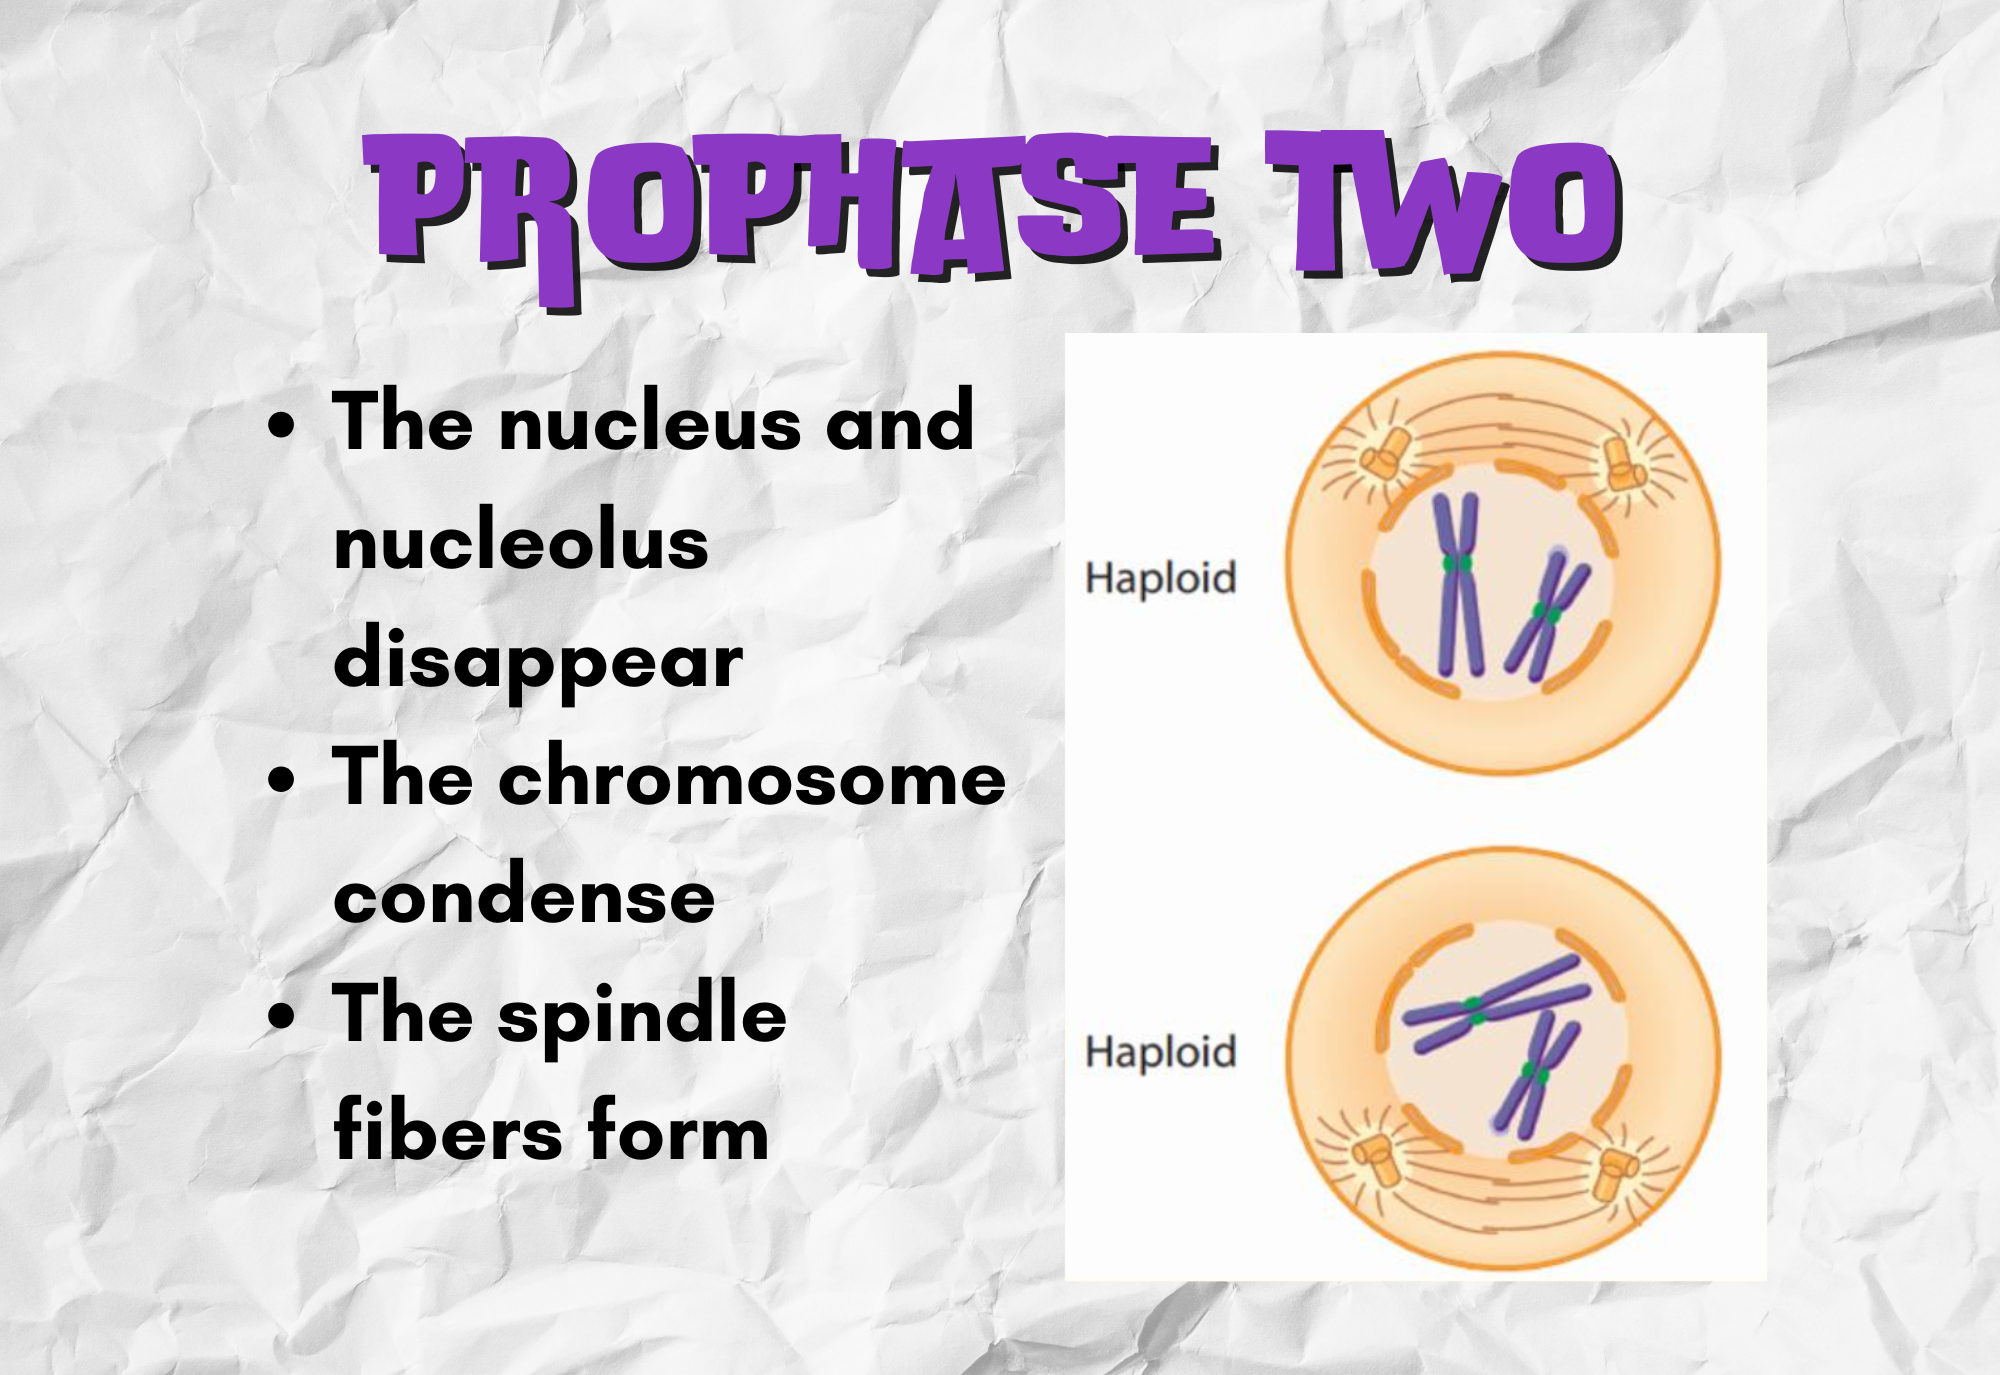 PROPHASE TWO
• The nucleus and
nucleolus
disappear
• The chromosome
condense
• The spindle
fibers form
Haploid
Haploid